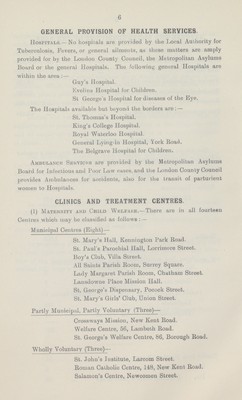 6
GENERAL PROVISION OF HEALTH SERVICES.
HOSPITALS.—No hospitals are provided by the Local Authority for
Tuberculosis, Fevers, or general ailments, as these matters are amply
provided for by the London County Council, the Metropolitan Asylums
Board or the general Hospitals. The following general Hospitals are
within the area:—
Guy's Hospital.
Evelina Hospital for Children.
St. George's Hospital for diseases of the Eye.
The Hospitals available but beyond the border are:—
St. Thomas's Hospital.
King's College Hospital.
Royal Waterloo Hospital
General Lying-in Hospital, York Road.
The Belgrave Hospital for Children.
AMBULANCE SERVICES are provided by the Metropolitan Asylums
Board for Infectious and Poor Law cases and the London County Council
provides Ambulances for accidents, also for the transit of parturient
women to Hospitals.
CLINICS AND TREATMENT CENTRES.
(1) MATERNITY AND CHILD WELFARE.—There are in all fourteen
Centres which may be classified as follows:—
Municipal Centres (Eight)—
St. Mary's Hall, Kennington Park Road.
St. Paul's Parochial Hall, Lorrimore Street.
Boy's Club, Villa Street.
All Saints Parish Room, Surrey Square.
Lady Margaret Parish Room, Chatham Street.
Lansdowne Place Mission Hall.
St. George's Dispensary, Pocock Street.
St. Mary's Girls' Club, Union Street.
Partly Municipal, Partly Voluntary (Three)—
Crossways Mission, New Kent Road.
Welfare Centre, 56, Lambeth Road.
St. George's Welfare Centre, 86, Borough Road.
Wholly Voluntary (Three)—
St. John's Institute, Larcom Street.
Roman Catholic Centre, 148, New Kent Road.
Salamon's Centre, Newcomen Street.